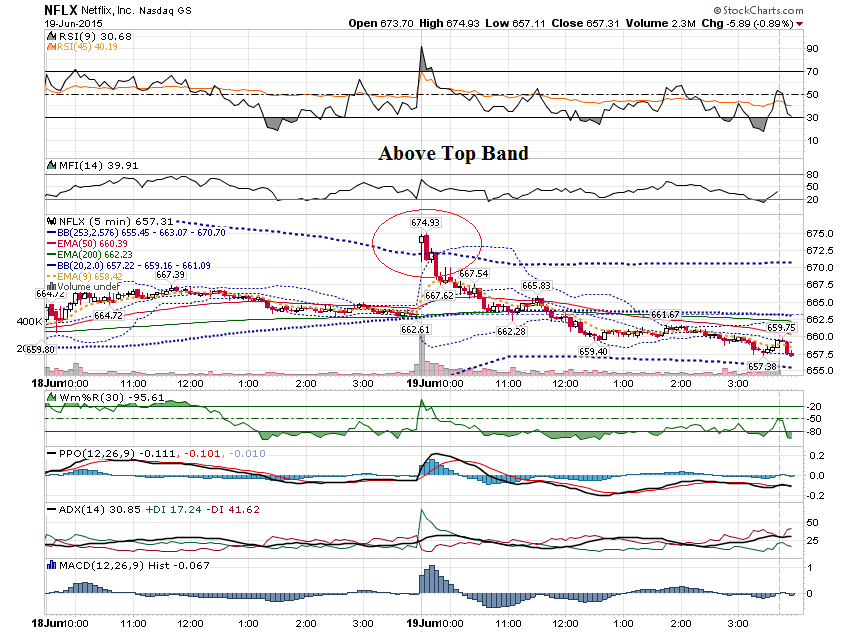 NFLX Netflix, Inc. Nasdaq GS
© StockCharts.com
19-Jun-2015
Open 673.70 High 674.93 Low 657.11 Close 657.31 Volume 2.3M Chg -5.89 (-0.89%)
RSI(9) 30.68
RSI(45) 40.19
90
70
50
30
10
Above Top Band
MFI(14) 39.91
80
50
20
NFLX (5 min) 657.31
BB(253,2.576) 655.45 - 663.07 - 670.70
EMA(50) 660.39
EMA(200) 662.23
BB(20,2.0) 657.22 - 659.16 - 661.09
EMA(9) 658.42
Volume undef
674.93
667.39
667.54
667.62
665.83
664.72
664.72
662.61
662.28
661.67
659.75
659.80
659.40
657.38
400K
675.0
672.5
670.0
667.5
665.0
662.5
660.0
657.5
655.0
18Jun 10:00 11:00 12:00 1:00 2:00 3:00 19Jun 10:00 11:00 12:00 1:00 2:00 3:00
Wm%R(30) -95.61
-20
-50
-80
PPO(12,26,9) -0.111, -0.101, -0.010
0.2
0.0
-0.2
ADX(14) 30.85 +DI 17.24 -DI 41.62
50
25
MACD(12,26,9) Hist -0.067
1
0
18Jun 10:00 11:00 12:00 1:00 2:00 3:00 19Jun 10:00 11:00 12:00 1:00 2:00 3:00